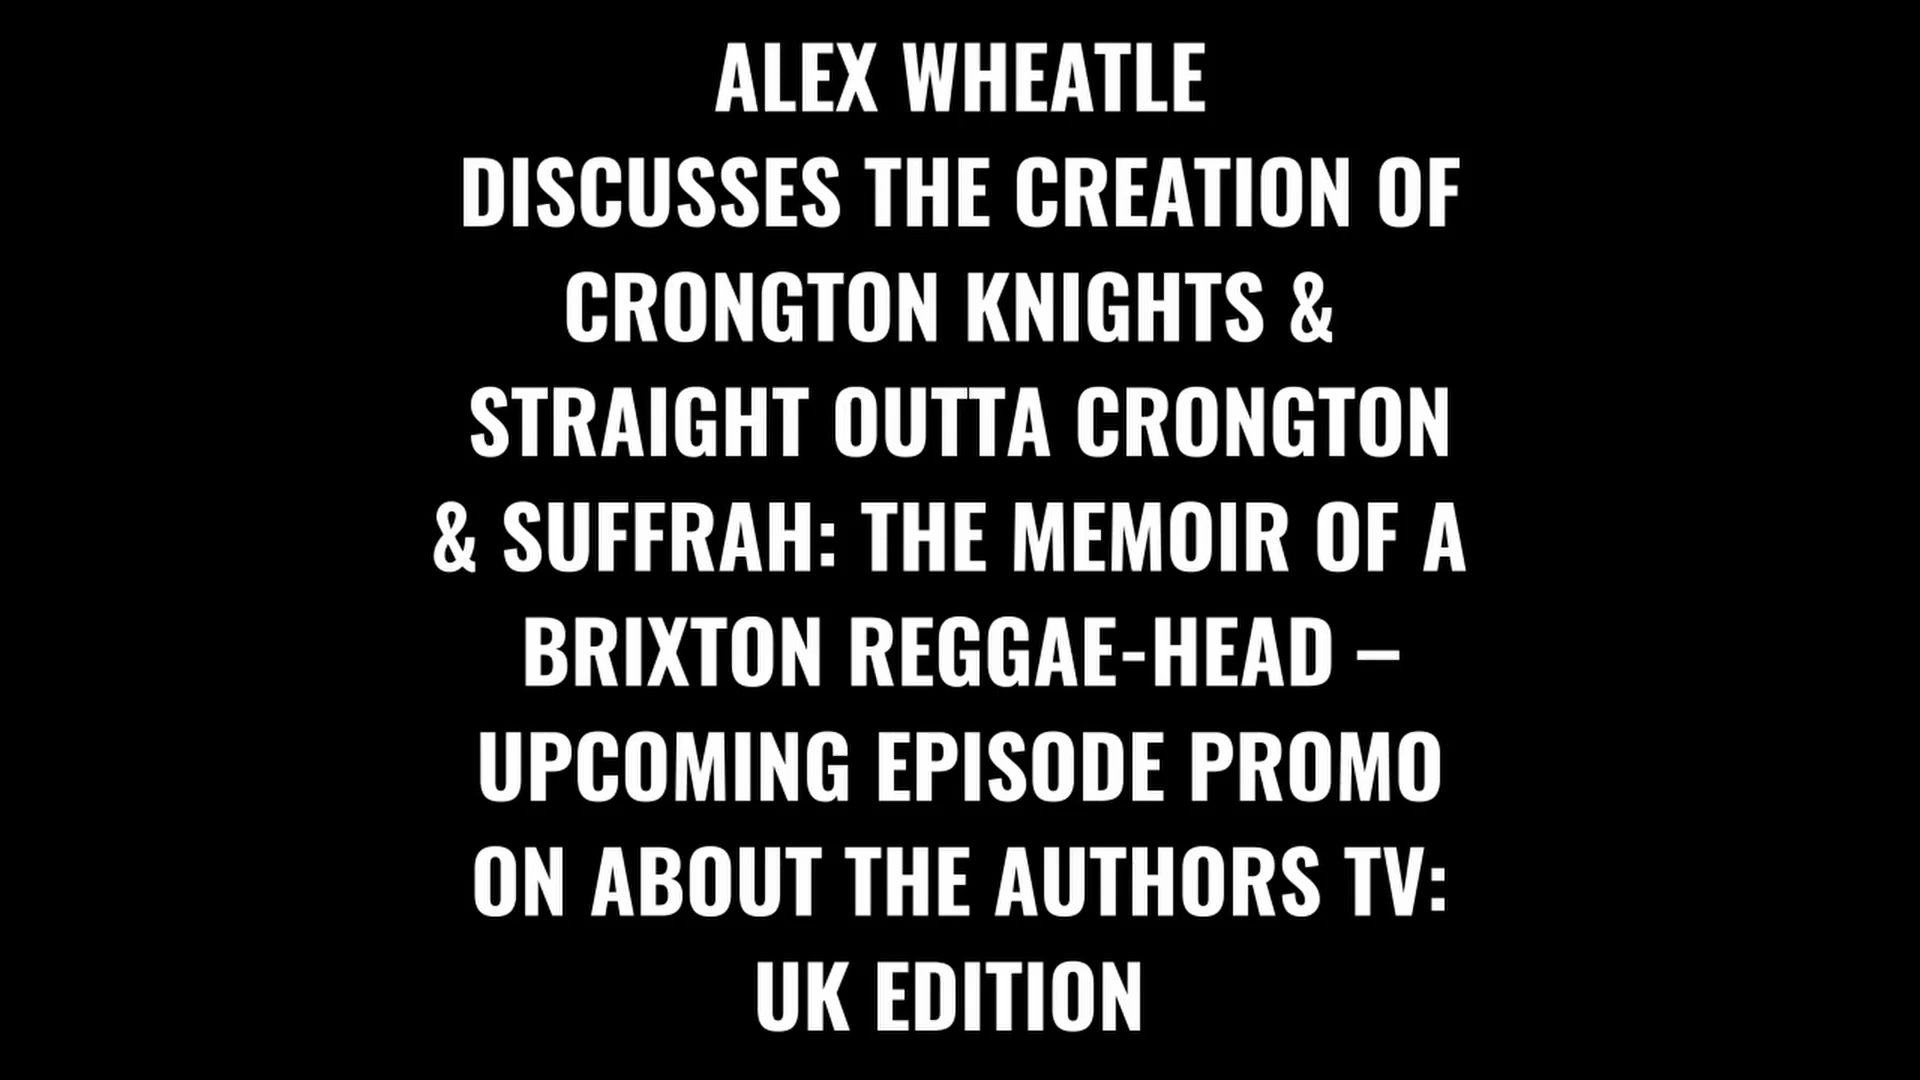 ALEX WHEATLE
DISCUSSES THE CREATION OF
CRONGTON KNIGHTS &
STRAIGHT OUTTA CRONGTON
& SUFFRAH: THE MEMOIR OF A
BRIXTON REGGAE-HEAD –
UPCOMING EPISODE PROMO
ON ABOUT THE AUTHORS TV:
UK EDITION